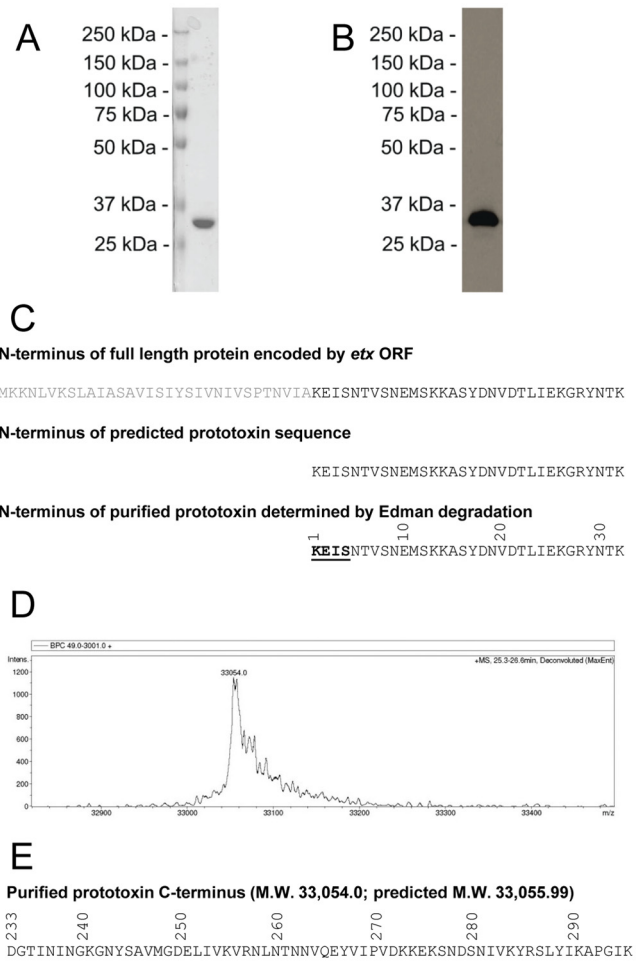 A
250 kDa -
150 kDa -
100 kDa -
75 kDa -
50 kDa -
37 kDa -
25 kDa -
B
250 kDa -
150 kDa -
100 kDa -
75 kDa -
50 kDa -
37 kDa -
25 kDa -
C
N-terminus of full length protein encoded by etx ORF
MKKNLVKSLAIASAVISIYSIVNIVSPTNVIAKEISNTVSNEMSKKASYDNVDTLIEKGRYNTK
N-terminus of predicted prototoxin sequence
KEISNTVSNEMSKKASYDNVDTLIEKGRYNTK
N-terminus of purified prototoxin determined by Edman degradation
1 10 20 30
KEISNTVSNEMSKKASYDNVDTLIEKGRYNTK
D
BPC 49.0-3001.0 +
Intens.
+MS, 25.3-26.6min, Deconvoluted (MaxEnt)
33054.0
1200
1000
800
600
400
200
0
32900 33000 33100 33200 33300 33400 m/z
E
Purified prototoxin C-terminus (M.W. 33,054.0; predicted M.W. 33,055.99)
233 240 250 260 270 280 290
DGTININGKGNYSAVMGDELIVKVRNLNTNNVQEYVIPVDKKEKSNDSNIVKYRSLYIKAPGIK